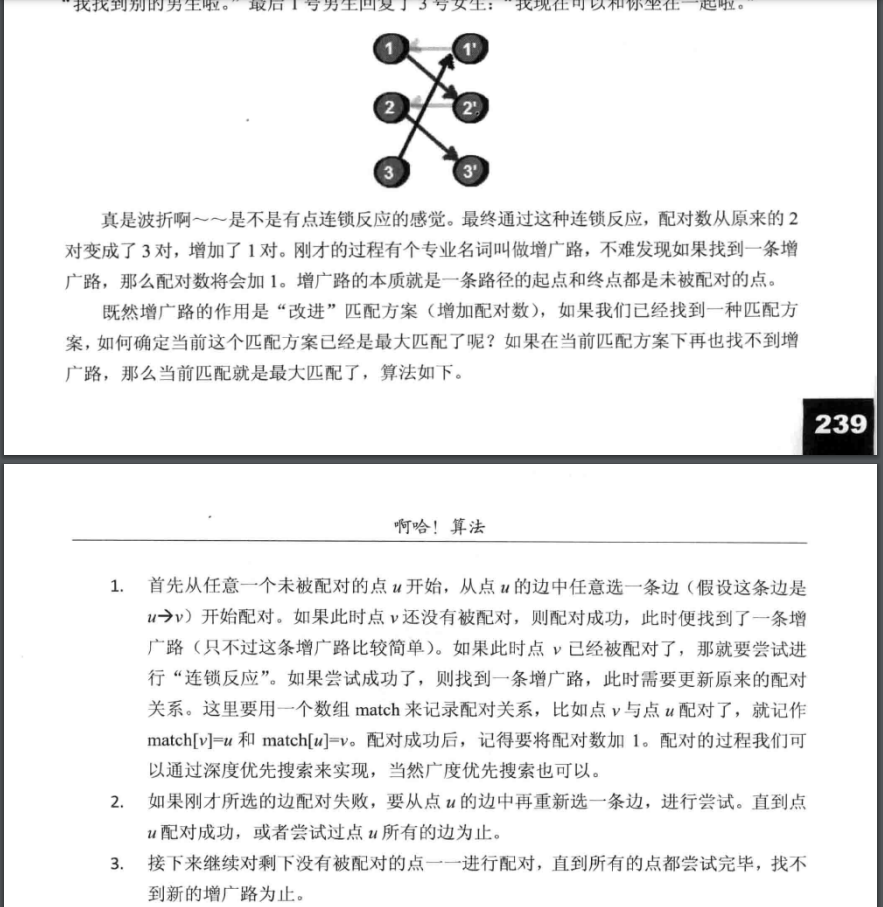 "我找到别的男生啦。"最后 1 号男生回复了 3 号女生："我现在可以和你坐在一起啦。"
1 1'
2 2'
3 3'
真是波折啊～～是不是有点连锁反应的感觉。最终通过这种连锁反应，配对数从原来的 2
对变成了 3 对，增加了 1 对。刚才的过程有个专业名词叫做增广路，不难发现如果找到一条增
广路，那么配对数将会加 1。增广路的本质就是一条路径的起点和终点都是未被配对的点。
既然增广路的作用是“改进”匹配方案（增加配对数），如果我们已经找到一种匹配方
案，如何确定当前这个匹配方案已经是最大匹配了呢？如果在当前匹配方案下再也找不到增
广路，那么当前匹配就是最大匹配了，算法如下。
239
啊哈！算法
1. 首先从任意一个未被配对的点 u 开始，从点 u 的边中任意选一条边（假设这条边是
u→v）开始配对。如果此时点 v 还没有被配对，则配对成功，此时便找到了一条增
广路（只不过这条增广路比较简单）。如果此时点 v 已经被配对了，那就要尝试进
行“连锁反应”。如果尝试成功了，则找到一条增广路，此时需要更新原来的配对
关系。这里要用一个数组 match 来记录配对关系，比如点 v 与点 u 配对了，就记作
match[v]=u 和 match[u]=v。配对成功后，记得要将配对数加 1。配对的过程我们可
以通过深度优先搜索来实现，当然广度优先搜索也可以。
2. 如果刚才所选的边配对失败，要从点 u 的边中再重新选一条边，进行尝试。直到点
u 配对成功，或者尝试过点 u 所有的边为止。
3. 接下来继续对剩下没有被配对的点一一进行配对，直到所有的点都尝试完毕，找不
到新的增广路为止。